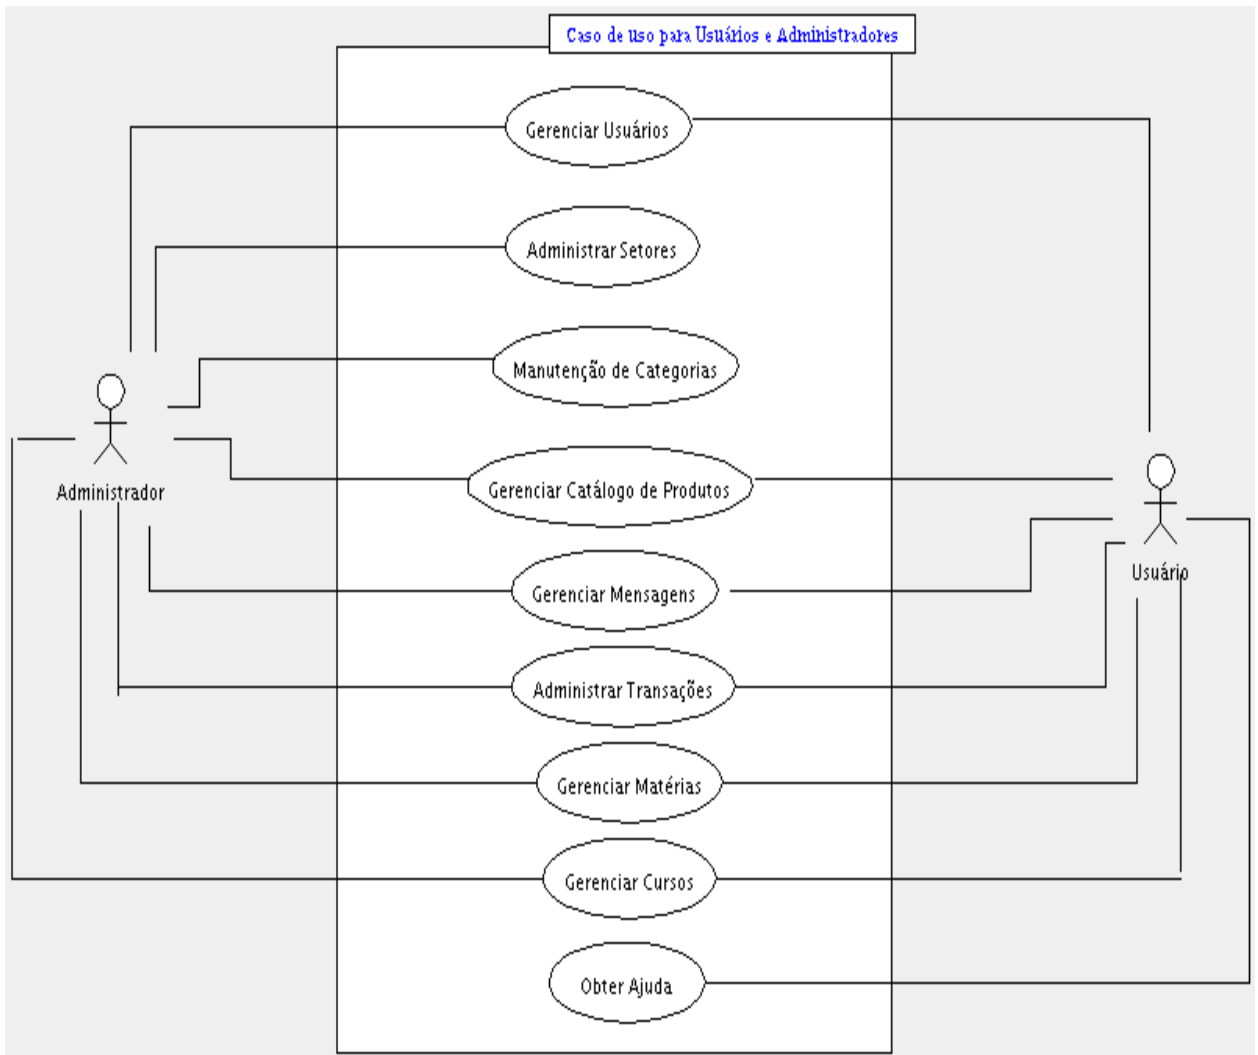 Caso de uso para Usuários e Administradores
Gerenciar Usuários
Administrar Setores
Manutenção de Categorias
Gerenciar Catálogo de Produtos
Administrador
Gerenciar Mensagens
Usuário
Administrar Transações
Gerenciar Matérias
Gerenciar Cursos
Obter Ajuda